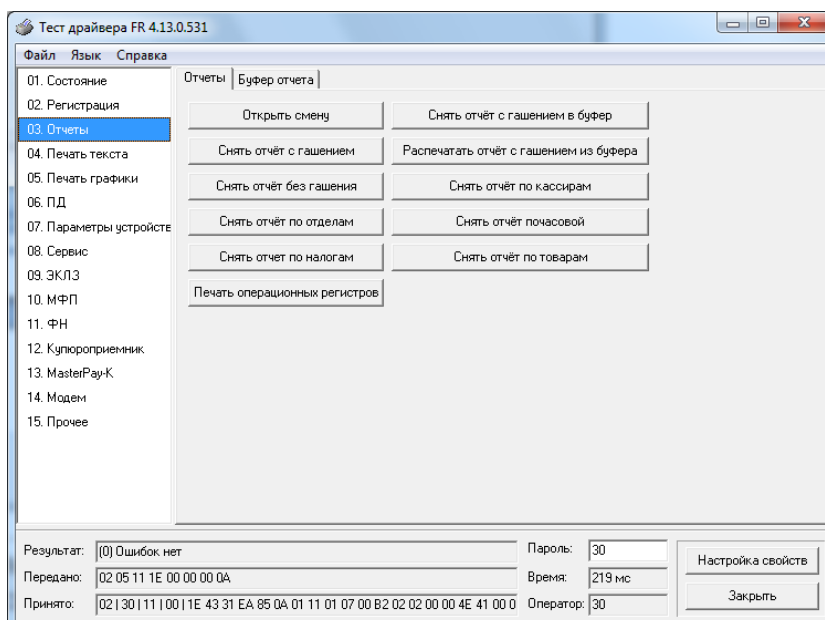 Тест драйвера FR 4.13.0.531
Файл Язык Справка
01. Состояние
02. Регистрация
03. Отчеты
04. Печать текста
05. Печать графики
06. ПД
07. Параметры устройств
08. Сервис
09. ЭКЛЗ
10. МФП
11. ФН
12. Купюроприемник
13. MasterPay-K
14. Модем
15. Прочее
Отчеты Буфер отчета
Открыть смену Снять отчёт с гашением в буфер
Снять отчёт с гашением Распечатать отчёт с гашением из буфера
Снять отчёт без гашения Снять отчёт по кассирам
Снять отчёт по отделам Снять отчёт почасовой
Снять отчет по налогам Снять отчёт по товарам
Печать операционных регистров
Результат: (0) Ошибок нет Пароль: 30 Настройка свойств
Передано: 02 05 11 1E 00 00 00 0A Время: 219 мс
Принято: 02 | 30 | 11 | 00 | 1E 43 31 EA 85 0A 01 11 01 07 00 B2 02 02 00 00 4E 41 00 0 Оператор: 30 Закрыть